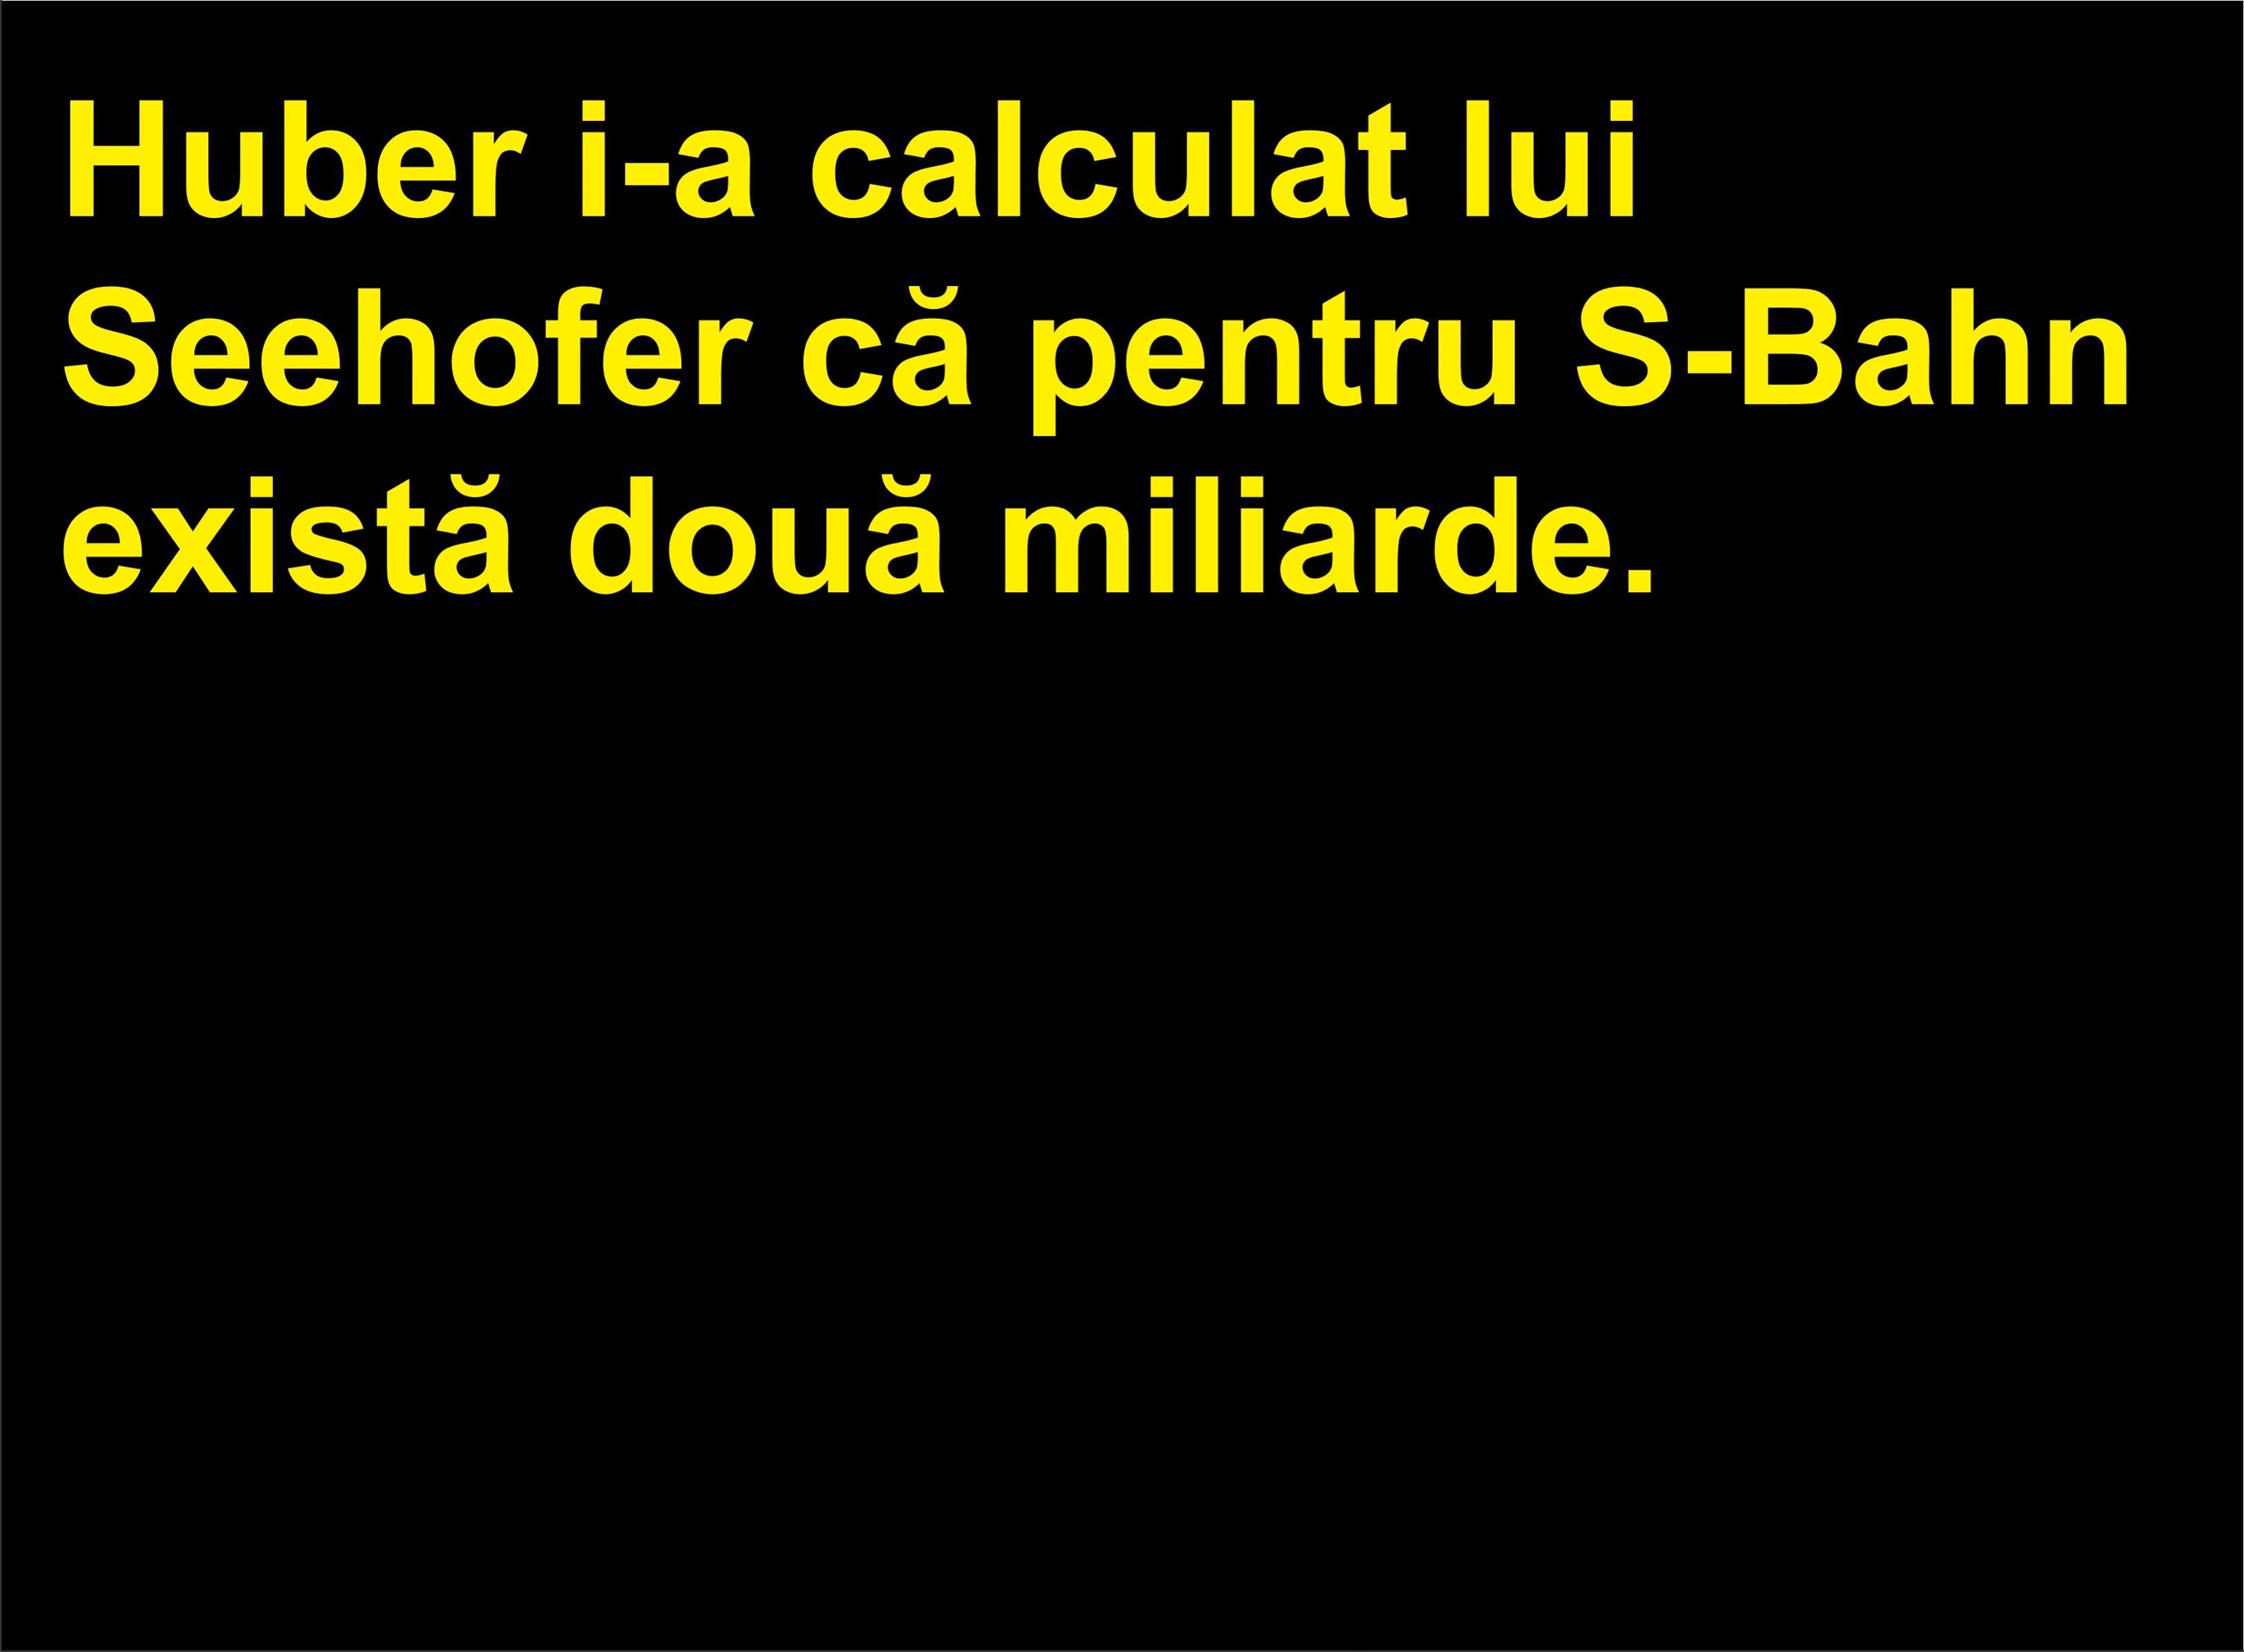 Huber i-a calculat lui
Seehofer că pentru S-Bahn
există două miliarde.